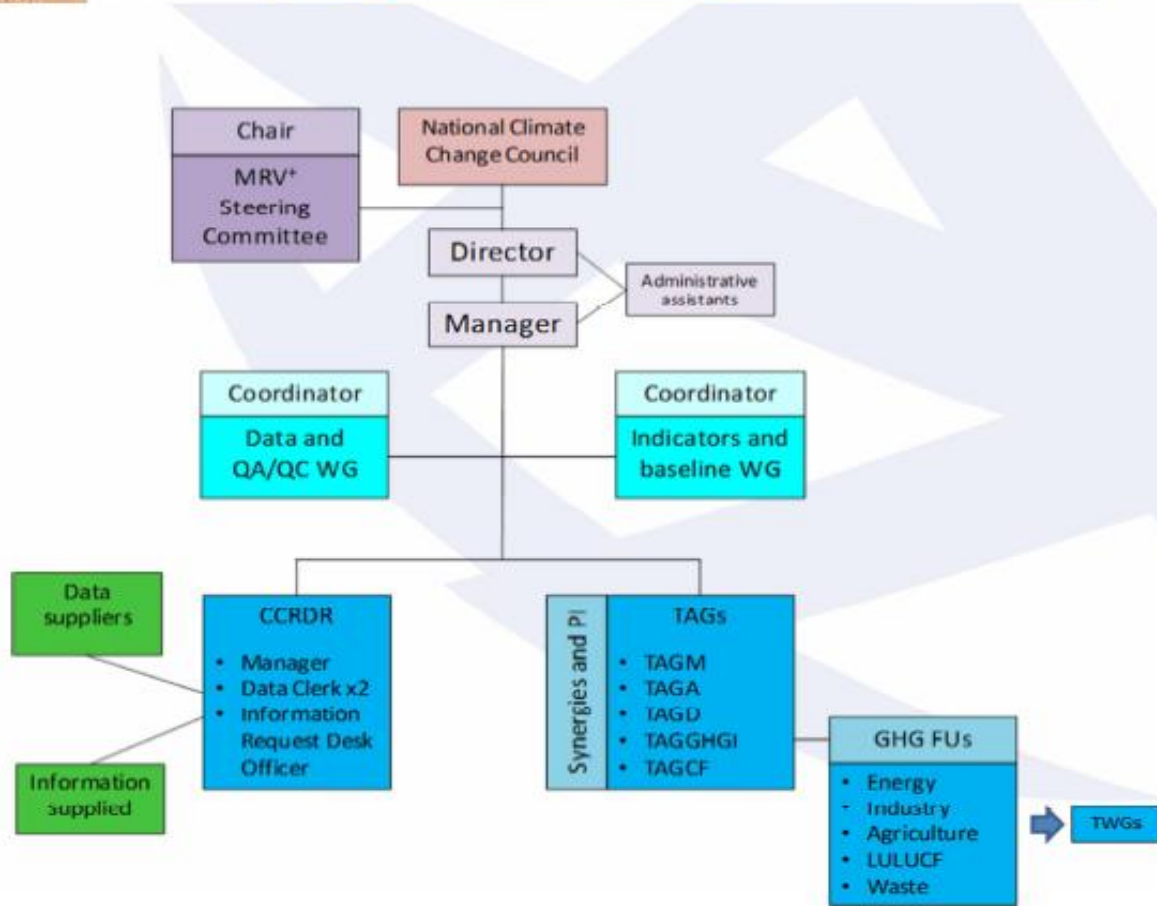 Chair
MRV⁺
Steering
Committee
National Climate
Change Council
Director
Manager
Administrative
assistants
Coordinator
Data and
QA/QC WG
Coordinator
Indicators and
baseline WG
Data
suppliers
Information
supplied
CCRDR
• Manager
• Data Clerk x2
• Information
Request Desk
Officer
Synergies and PI
TAGs
• TAGM
• TAGA
• TAGD
• TAGGHGI
• TAGCF
GHG FUs
• Energy
• Industry
• Agriculture
• LULUCF
• Waste
TWGs